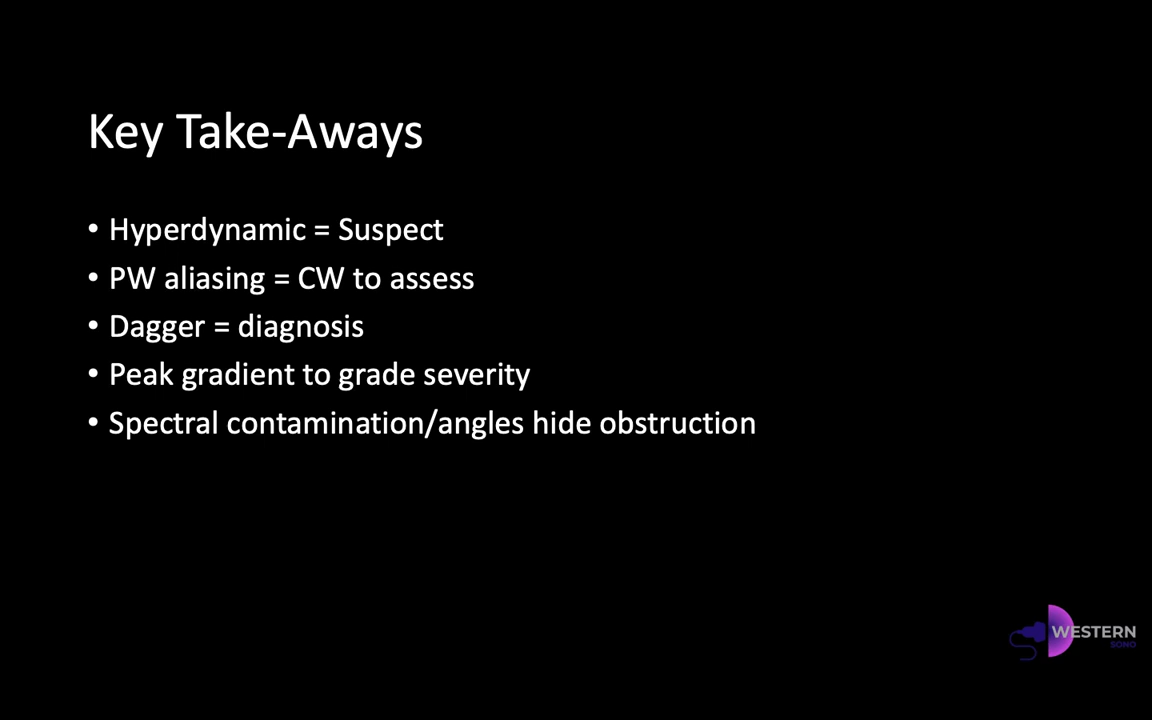 Key Take-Aways
• Hyperdynamic = Suspect
• PW aliasing = CW to assess
• Dagger = diagnosis
• Peak gradient to grade severity
• Spectral contamination/angles hide obstruction
WESTERN
SONO